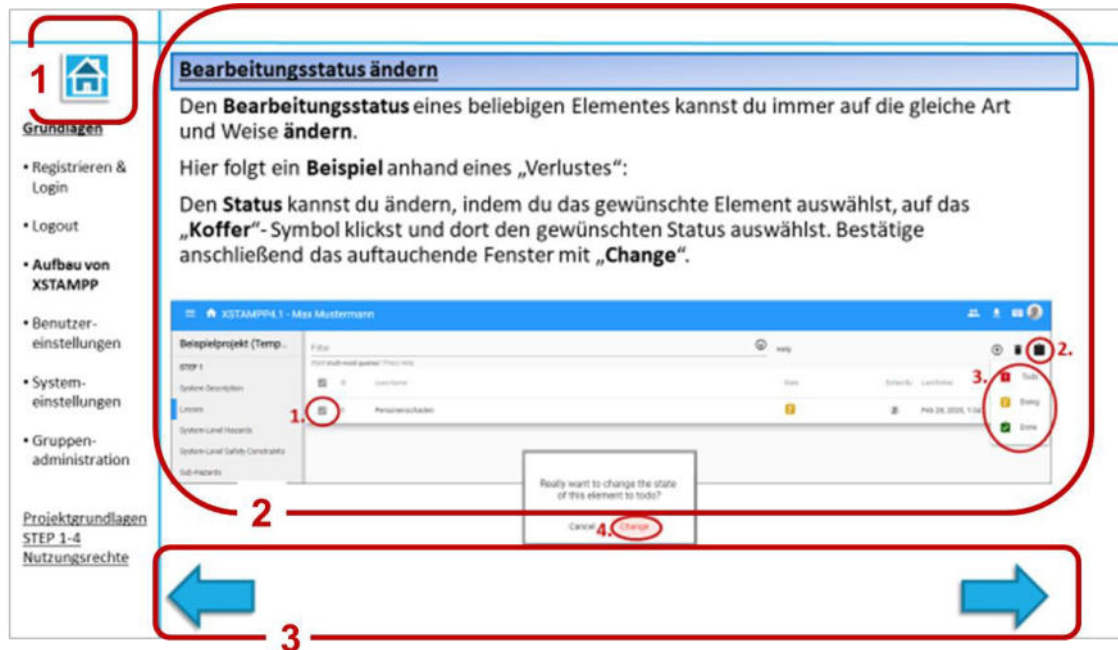 1
Grundlagen
• Registrieren &
Login
• Logout
• Aufbau von
XSTAMPP
• Benutzer-
einstellungen
• System-
einstellungen
• Gruppen-
administration
Projektgrundlagen
STEP 1-4
Nutzungsrechte
Bearbeitungsstatus ändern
Den Bearbeitungsstatus eines beliebigen Elementes kannst du immer auf die gleiche Art
und Weise ändern.
Hier folgt ein Beispiel anhand eines „Verlustes“:
Den Status kannst du ändern, indem du das gewünschte Element auswählst, auf das
„Koffer“- Symbol klickst und dort den gewünschten Status auswählst. Bestätige
anschließend das auftauchende Fenster mit „Change“.
XSTAMPP4.1 - Max Mustermann
Beispielprojekt (Temp...
STEP 1
System Description
Losses
System-Level Hazards
System-Level Safety Constraints
Sub-Hazards
Filter
Help
2.
State
3. Todo
Doing
Done
1. Personenschaden
Feb 28, 2020,
Really want to change the state
of this element to todo?
Cancel 4. Change
2
3